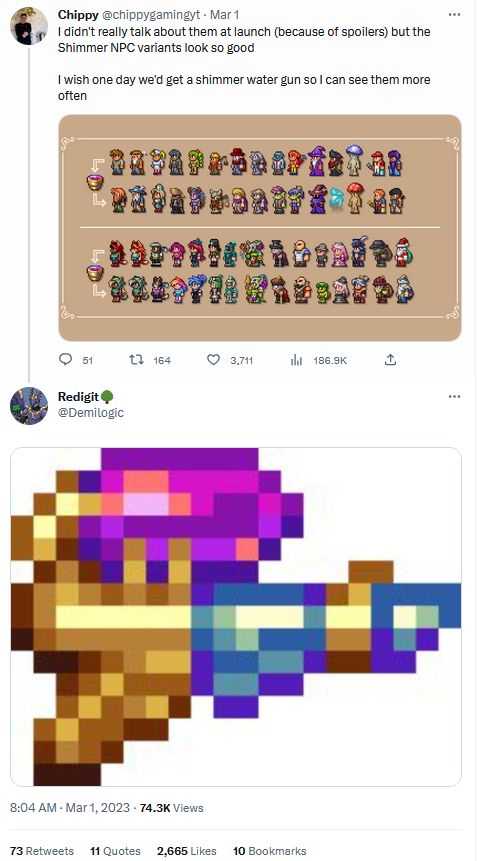 Chippy @chippygamingyt · Mar 1
I didn't really talk about them at launch (because of spoilers) but the
Shimmer NPC variants look so good
I wish one day we'd get a shimmer water gun so I can see them more
often
51 164 3,711 186.9K
Redigit🌳
@Demilogic
8:04 AM · Mar 1, 2023 · 74.3K Views
73 Retweets 11 Quotes 2,665 Likes 10 Bookmarks